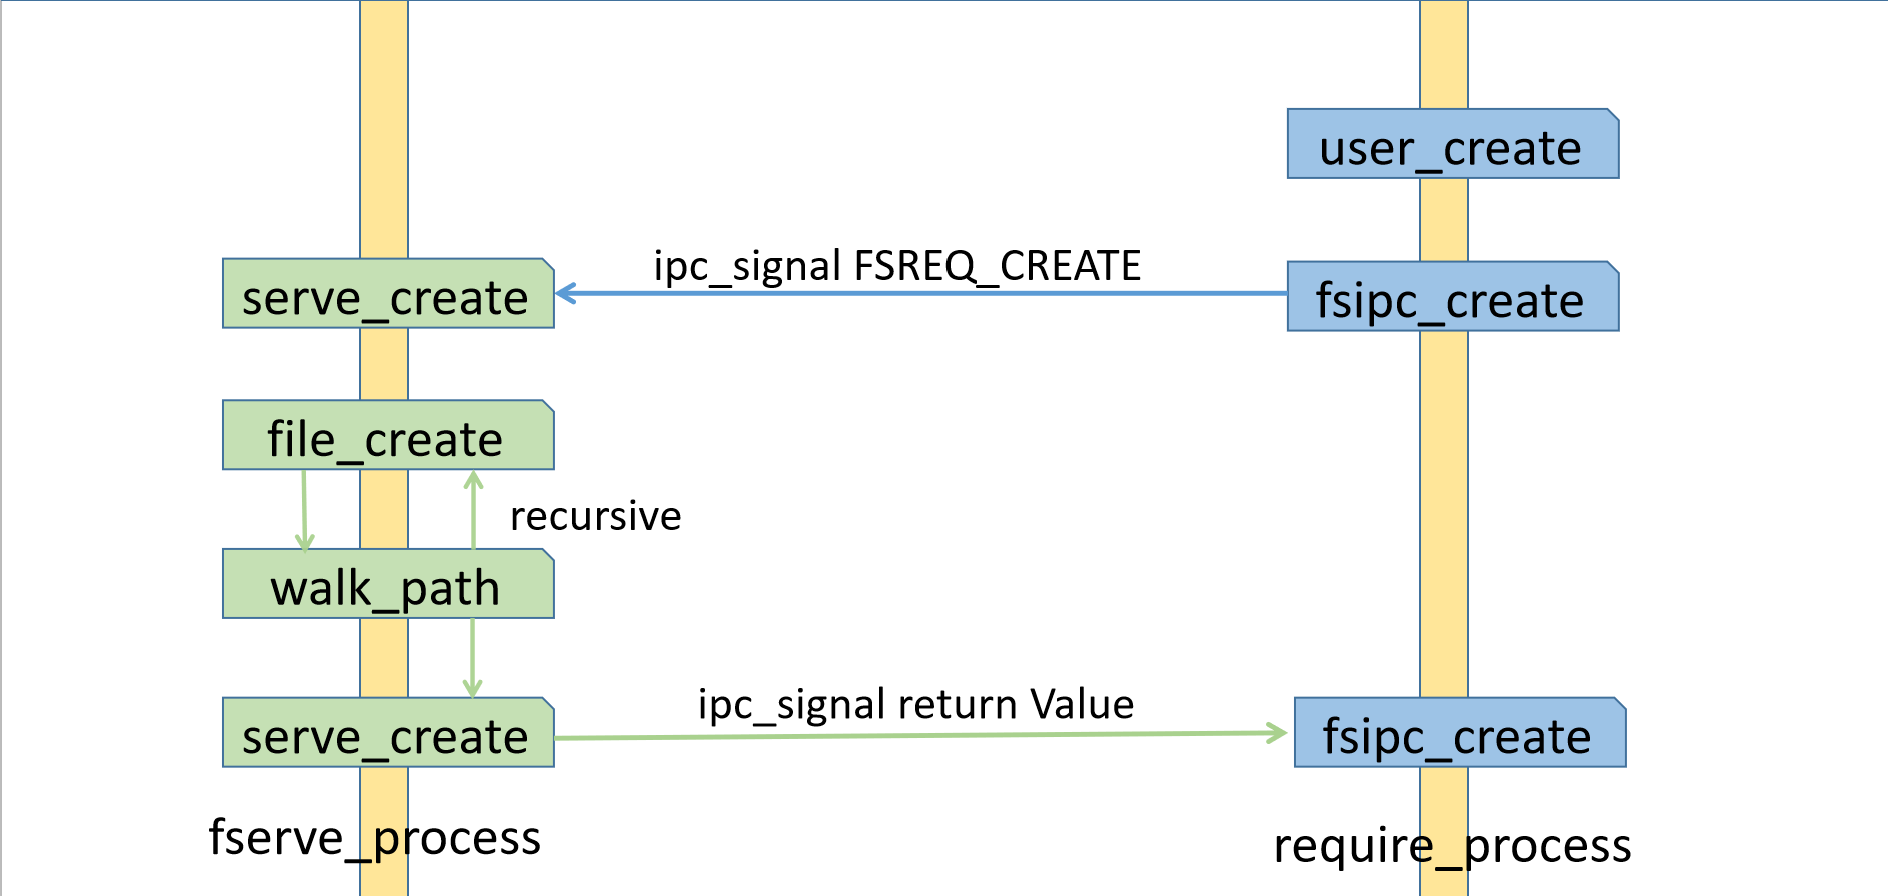 user_create
ipc_signal FSREQ_CREATE
serve_create
fsipc_create
file_create
recursive
walk_path
ipc_signal return Value
serve_create
fsipc_create
fserve_process
require_process